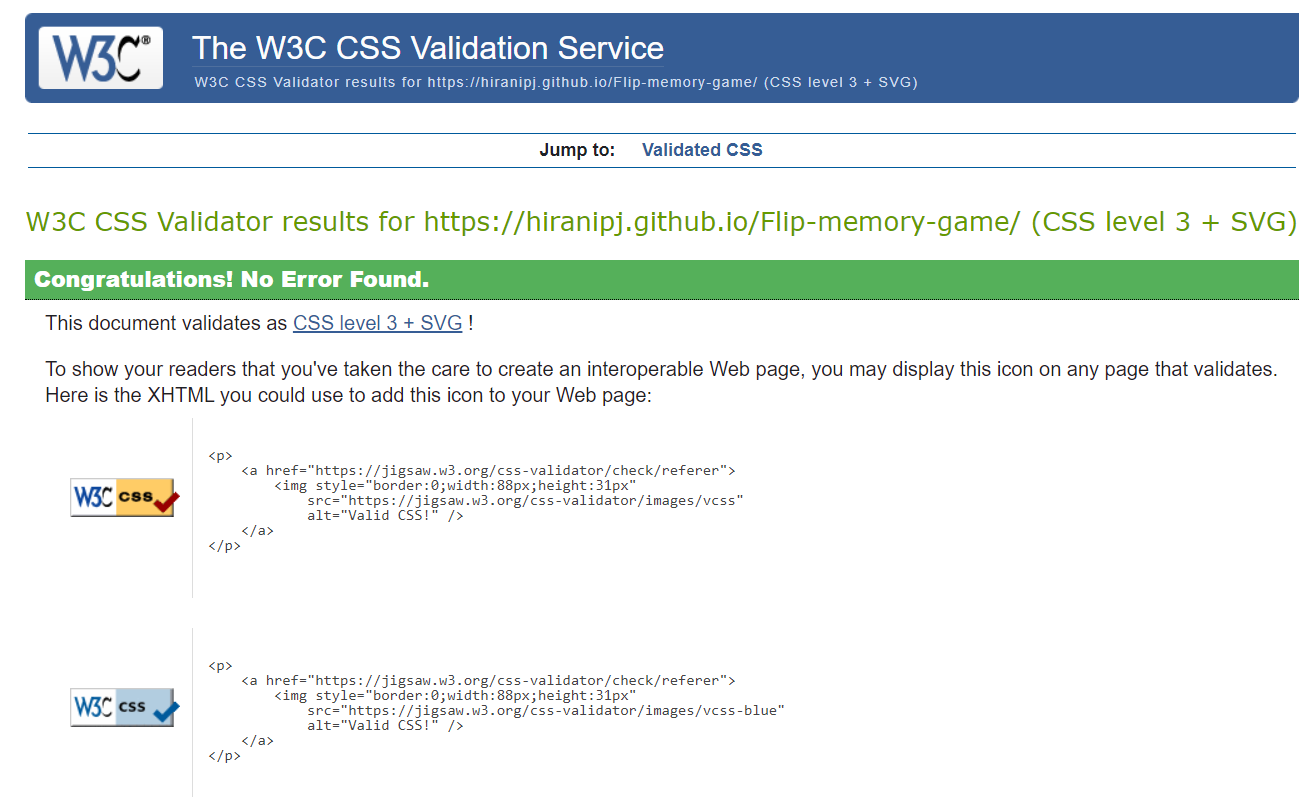 W3C®
The W3C CSS Validation Service
W3C CSS Validator results for https://hiranipj.github.io/Flip-memory-game/ (CSS level 3 + SVG)
Jump to: Validated CSS
W3C CSS Validator results for https://hiranipj.github.io/Flip-memory-game/ (CSS level 3 + SVG)
Congratulations! No Error Found.
This document validates as CSS level 3 + SVG !
To show your readers that you've taken the care to create an interoperable Web page, you may display this icon on any page that validates.
Here is the XHTML you could use to add this icon to your Web page:
W3C css
<p>
    <a href="https://jigsaw.w3.org/css-validator/check/referer">
        <img style="border:0;width:88px;height:31px"
            src="https://jigsaw.w3.org/css-validator/images/vcss"
            alt="Valid CSS!" />
    </a>
</p>
W3C css
<p>
    <a href="https://jigsaw.w3.org/css-validator/check/referer">
        <img style="border:0;width:88px;height:31px"
            src="https://jigsaw.w3.org/css-validator/images/vcss-blue"
            alt="Valid CSS!" />
    </a>
</p>